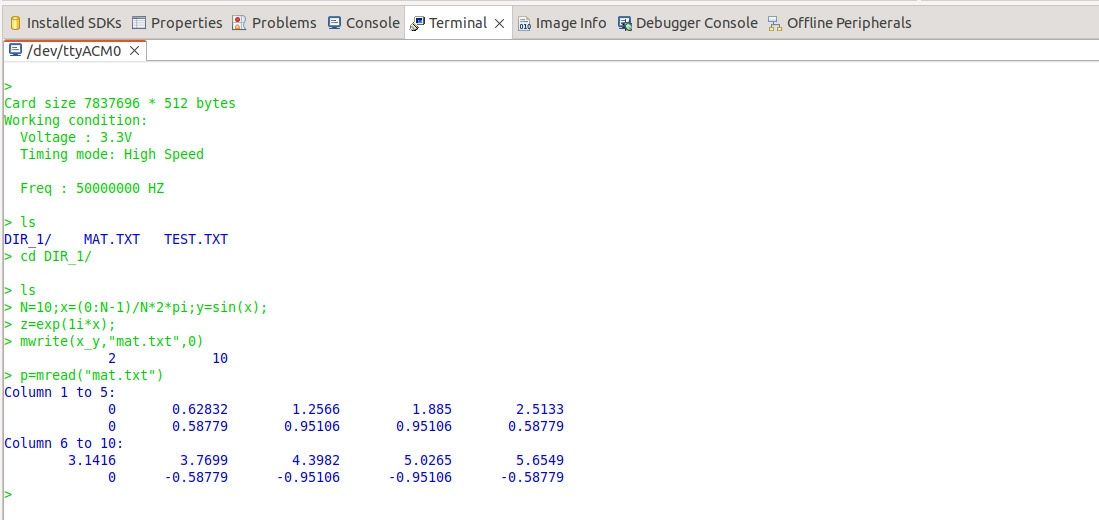 Installed SDKs Properties Problems Console Terminal Image Info Debugger Console Offline Peripherals
/dev/ttyACM0
>
Card size 7837696 * 512 bytes
Working condition:
  Voltage : 3.3V
  Timing mode: High Speed
  Freq : 50000000 HZ
> ls
DIR_1/    MAT.TXT   TEST.TXT
> cd DIR_1/
> ls
> N=10;x=(0:N-1)/N*2*pi;y=sin(x);
> z=exp(1i*x);
> mwrite(x_y,"mat.txt",0)
             2            10
> p=mread("mat.txt")
Column 1 to 5:
             0       0.62832        1.2566         1.885        2.5133
             0       0.58779       0.95106       0.95106       0.58779
Column 6 to 10:
        3.1416        3.7699        4.3982        5.0265        5.6549
             0      -0.58779      -0.95106      -0.95106      -0.58779
>